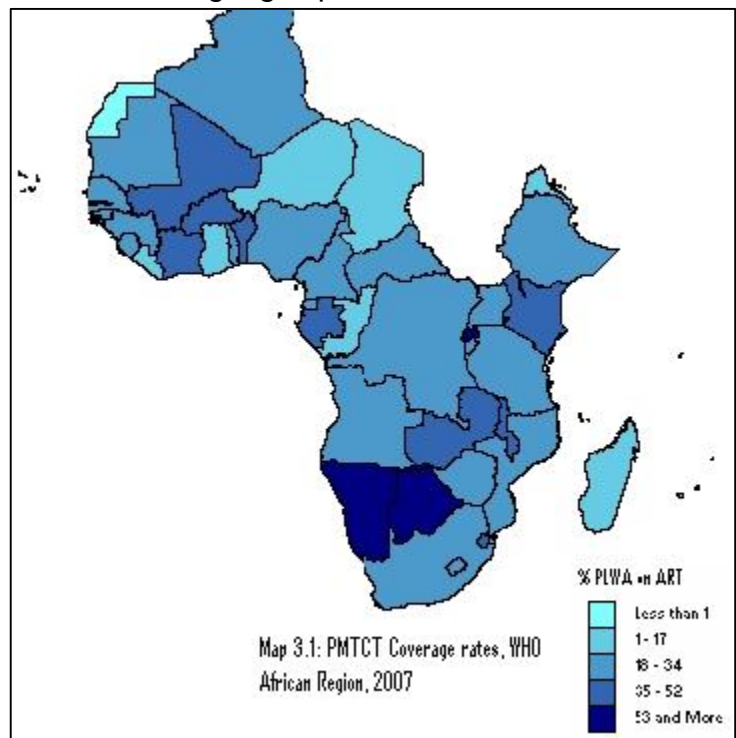 % PLWA on ART
Less than 1
1 - 17
18 - 34
35 - 52
53 and More
Map 3.1: PMTCT Coverage rates, WHO
African Region, 2007